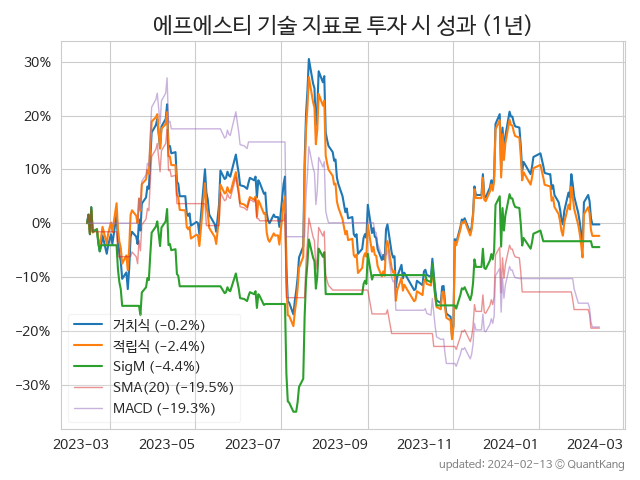 에프에스티 기술 지표로 투자 시 성과 (1년)
30%
20%
10%
0%
−10%
−20%
−30%
거치식 (−0.2%)
적립식 (−2.4%)
SigM (−4.4%)
SMA(20) (−19.5%)
MACD (−19.3%)
2023-03 2023-05 2023-07 2023-09 2023-11 2024-01 2024-03
updated: 2024-02-13 ⓒ QuantKang